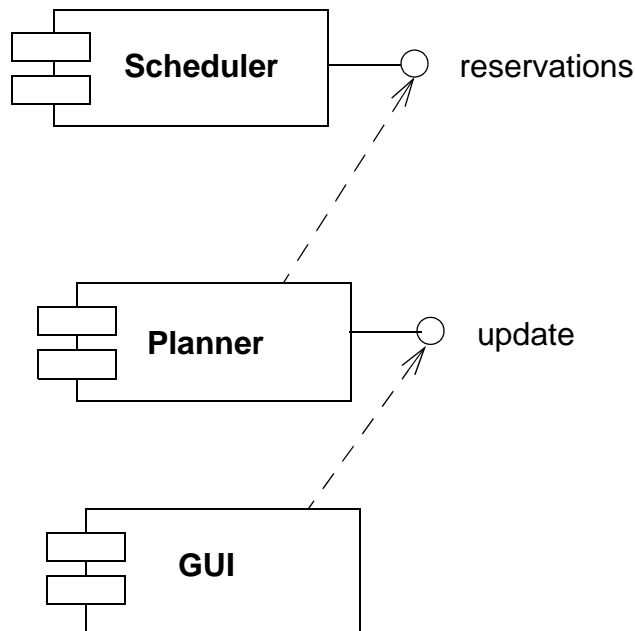 Scheduler
reservations
Planner
update
GUI